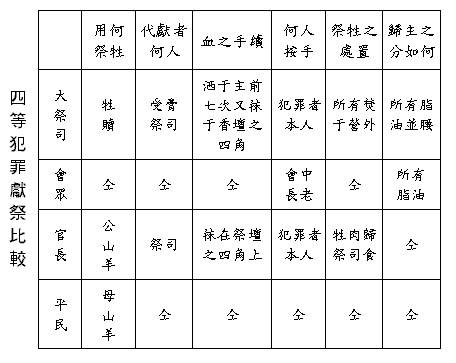 四等犯罪獻祭比較
用何
祭牲
代獻者
何人
血之手續
何人
按手
祭牲之
處置
歸主之
分如何
大祭司
牲
贖
受膏
祭司
洒于主前
七次又抹
于香壇之
四角
犯罪者
本人
所有焚
于營外
所有脂
油並腰
會眾
仝
仝
仝
會中
長老
仝
所有
脂油
官長
公
山
羊
祭司
抹在祭壇
之四角上
犯罪者
本人
牲肉歸
祭司食
仝
平民
母
山
羊
仝
仝
仝
仝
仝